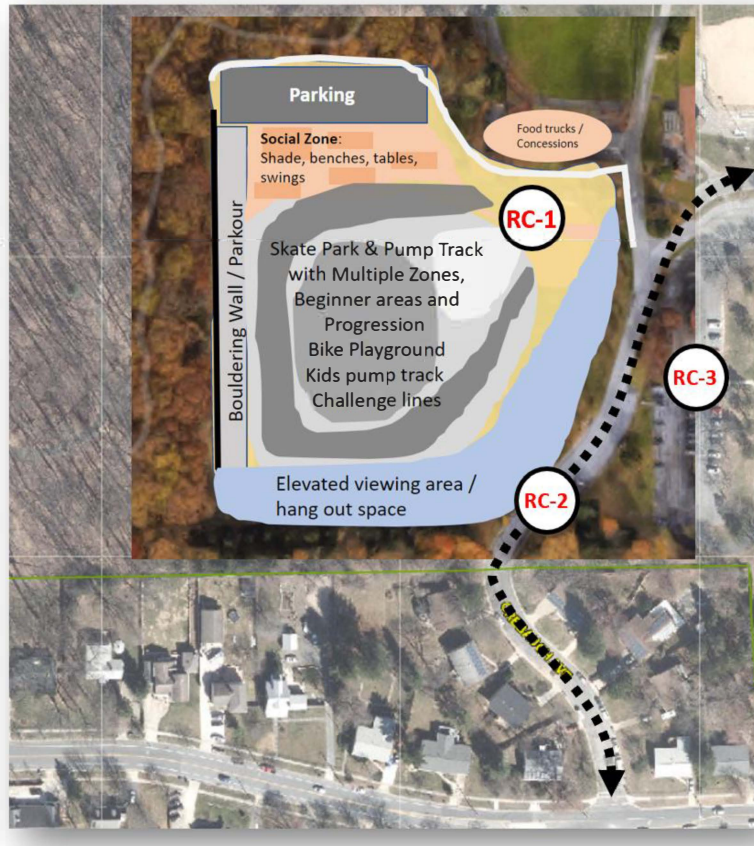 Parking
Food trucks /
Concessions
Social Zone:
Shade, benches, tables,
swings
RC-1
Bouldering Wall / Parkour
Skate Park & Pump Track
with Multiple Zones,
Beginner areas and
Progression
Bike Playground
Kids pump track
Challenge lines
RC-3
Elevated viewing area /
hang out space
RC-2